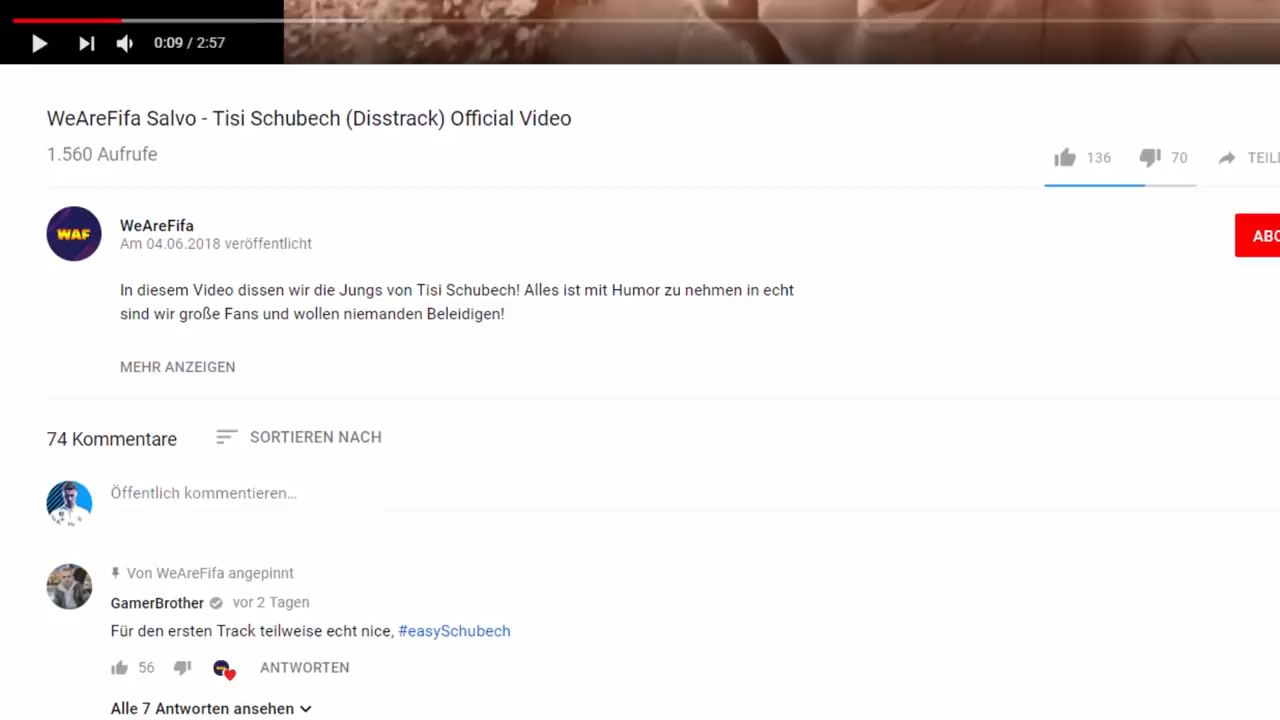 0:09 / 2:57
WeAreFifa Salvo - Tisi Schubech (Disstrack) Official Video
1.560 Aufrufe
136 70 TEIL
WAF
WeAreFifa
Am 04.06.2018 veröffentlicht
ABO
In diesem Video dissen wir die Jungs von Tisi Schubech! Alles ist mit Humor zu nehmen in echt
sind wir große Fans und wollen niemanden Beleidigen!
MEHR ANZEIGEN
74 Kommentare SORTIEREN NACH
Öffentlich kommentieren...
Von WeAreFifa angepinnt
GamerBrother vor 2 Tagen
Für den ersten Track teilweise echt nice, #easySchubech
56 ANTWORTEN
Alle 7 Antworten ansehen